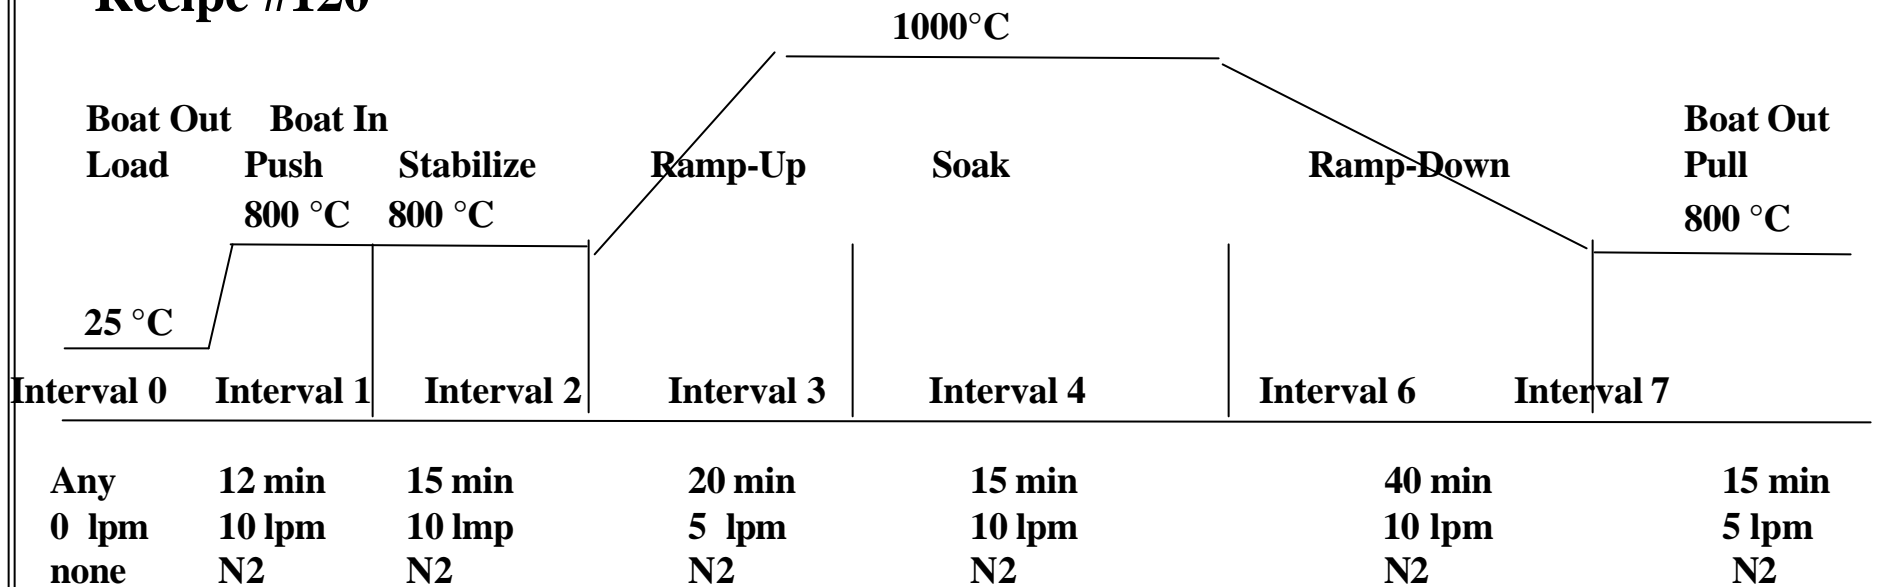 Recipe #120
1000°C
Boat Out Boat In Boat Out
Load Push Stabilize Ramp-Up Soak Ramp-Down Pull
800 °C 800 °C 800 °C
25 °C
Interval 0 Interval 1 Interval 2 Interval 3 Interval 4 Interval 6 Interval 7
Any 12 min 15 min 20 min 15 min 40 min 15 min
0 lpm 10 lpm 10 lmp 5 lpm 10 lpm 10 lpm 5 lpm
none N2 N2 N2 N2 N2 N2